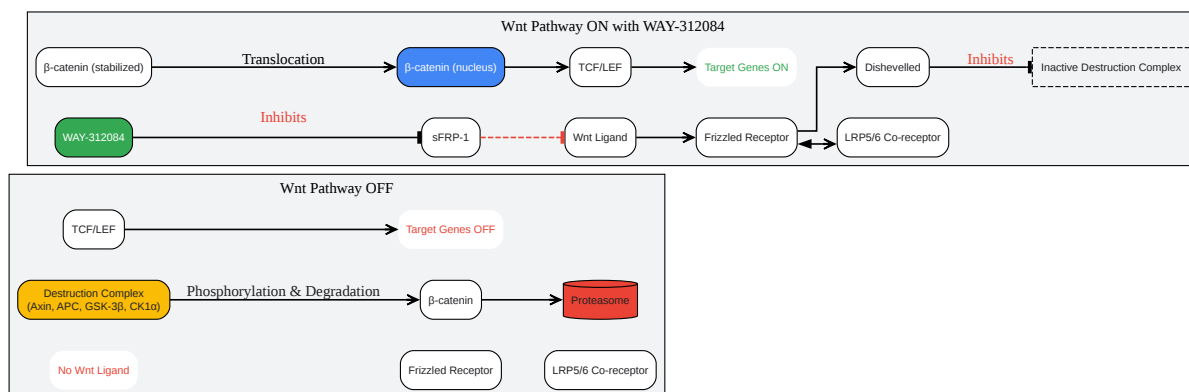 Wnt Pathway ON with WAY-312084
β-catenin (stabilized)
Translocation
β-catenin (nucleus)
TCF/LEF
Target Genes ON
Dishevelled
Inhibits
Inactive Destruction Complex
WAY-312084
Inhibits
sFRP-1
Wnt Ligand
Frizzled Receptor
LRP5/6 Co-receptor
Wnt Pathway OFF
TCF/LEF
Target Genes OFF
Destruction Complex
(Axin, APC, GSK-3β, CK1α)
Phosphorylation & Degradation
β-catenin
Proteasome
No Wnt Ligand
Frizzled Receptor
LRP5/6 Co-receptor